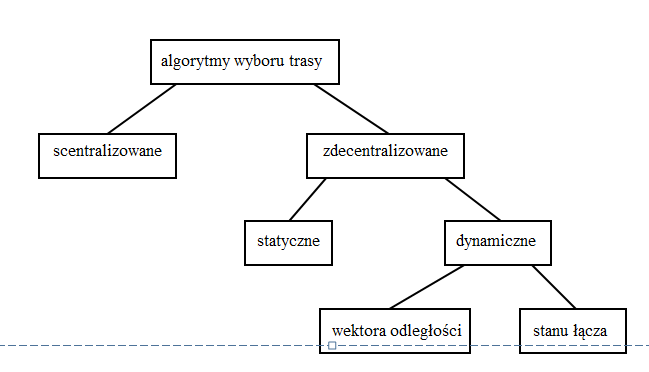 algorytmy wyboru trasy
scentralizowane
zdecentralizowane
statyczne
dynamiczne
wektora odległości
stanu łącza